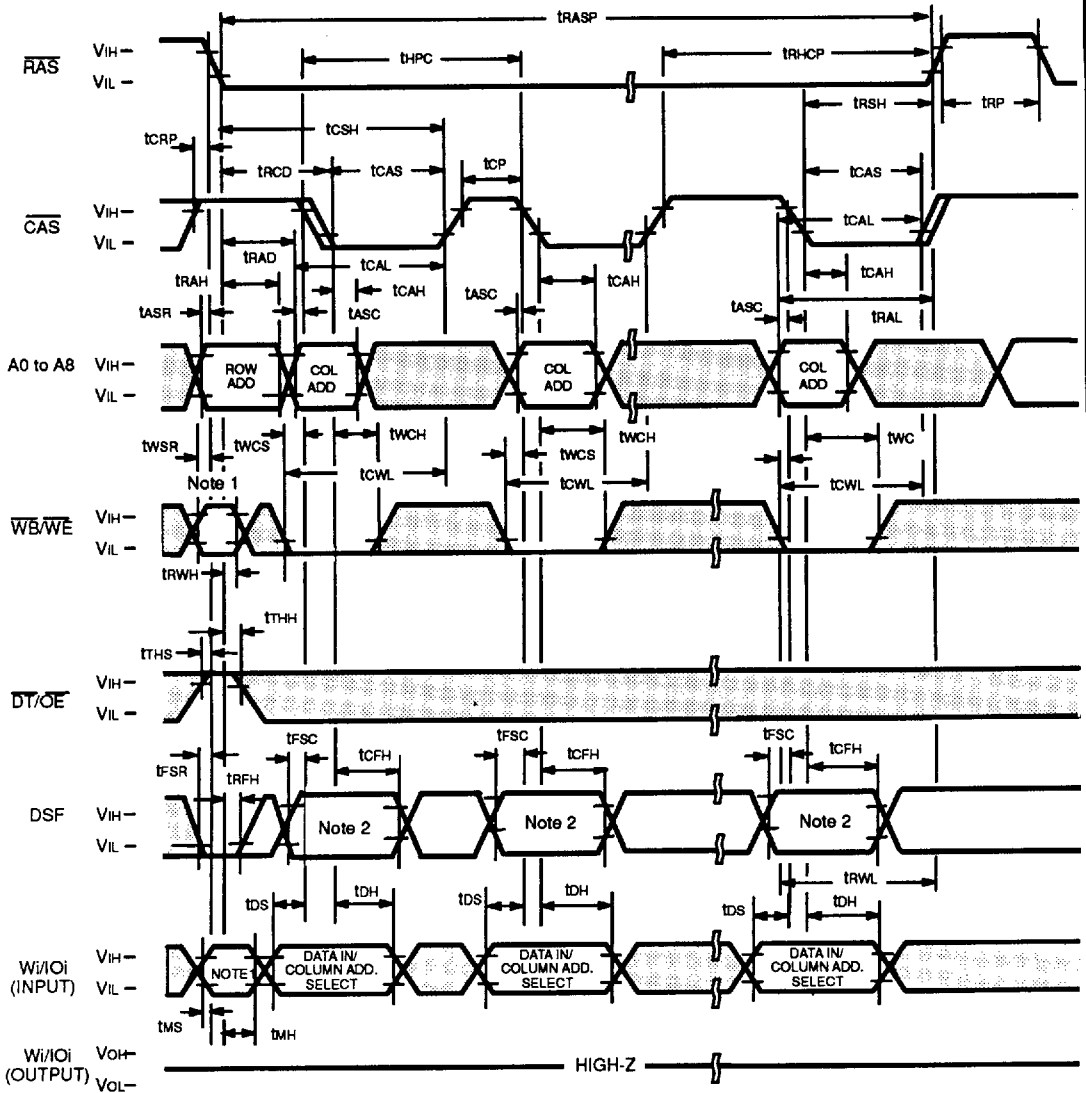 tRASP
RAS
VIH
VIL
tHPC
tRHCP
tRSH
tRP
tCSH
tCRP
tRCD
tCAS
tCP
tCAS
CAS
VIH
VIL
tCAL
tRAD
tCAL
tRAH
tCAH
tCAH
tCAH
tASR
tASC
tASC
tASC
tRAL
A0 to A8
VIH
VIL
ROW ADD
COL ADD
COL ADD
COL ADD
tWSR
tWCS
tWCH
tWCS
tWCH
tWC
Note 1
tCWL
tCWL
tCWL
WB/WE
VIH
VIL
tRWH
tTHH
tTHS
DT/OE
VIH
VIL
tFSR
tRFH
tFSC
tCFH
tFSC
tCFH
tFSC
tCFH
DSF
VIH
VIL
Note 2
Note 2
Note 2
tRWL
tDS
tDH
tDS
tDH
tDS
tDH
Wi/IOi
(INPUT)
VIH
VIL
NOTE 1
DATA IN/
COLUMN ADD.
SELECT
DATA IN/
COLUMN ADD.
SELECT
DATA IN/
COLUMN ADD.
SELECT
tMS
tMH
Wi/IOi
(OUTPUT)
VOH
VOL
HIGH-Z